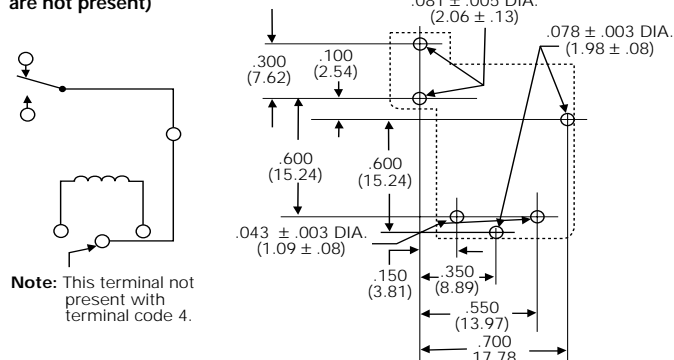 are not present)
.081 ± .005 DIA.
(2.06 ± .13)
.078 ± .003 DIA.
(1.98 ± .08)
.300
(7.62)
.100
(2.54)
.600
(15.24)
.600
(15.24)
.043 ± .003 DIA.
(1.09 ± .08)
.150
(3.81)
.350
(8.89)
.550
(13.97)
.700
17.78
Note: This terminal not
present with
terminal code 4.